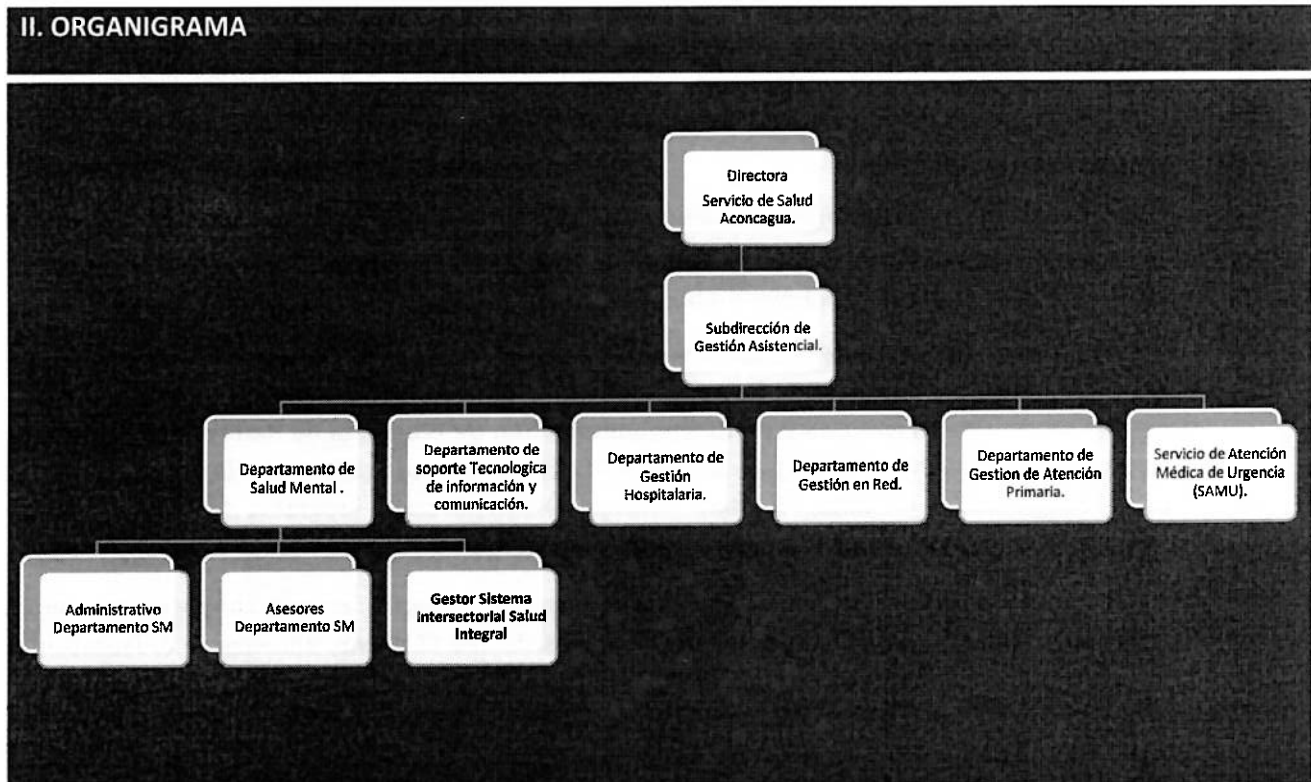 II. ORGANIGRAMA
Directora
Servicio de Salud
Aconcagua.
Subdirección de
Gestión Asistencial.
Departamento de
Salud Mental .
Departamento de
soporte Tecnologica
de información y
comunicación.
Departamento de
Gestión
Hospitalaria.
Departamento de
Gestión en Red.
Departamento de
Gestion de Atención
Primaria.
Servicio de Atención
Médica de Urgencia
(SAMU).
Administrativo
Departamento SM
Asesores
Departamento SM
Gestor Sistema
Intersectorial Salud
Integral